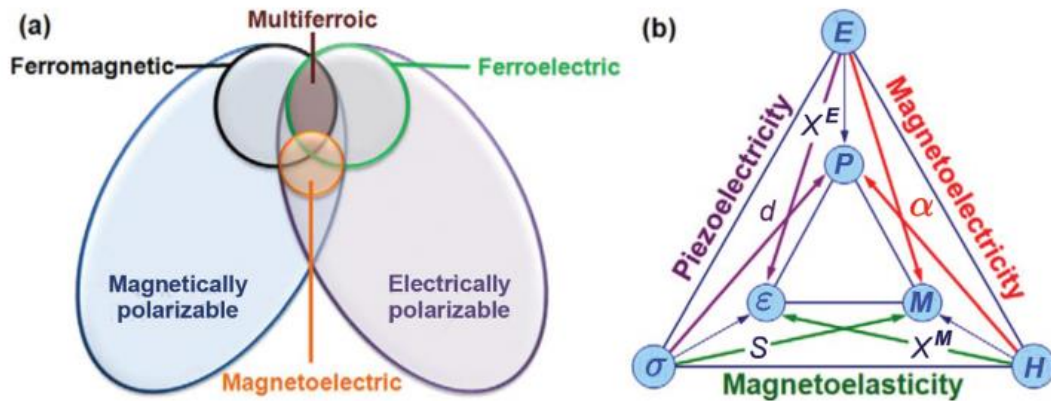 (a)
Multiferroic
Ferromagnetic
Ferroelectric
Magnetically
polarizable
Electrically
polarizable
Magnetoelectric
(b)
E
Piezoelectricity
Magnetoelectricity
X^E
P
d
α
ε
M
S
X^M
σ
H
Magnetoelasticity